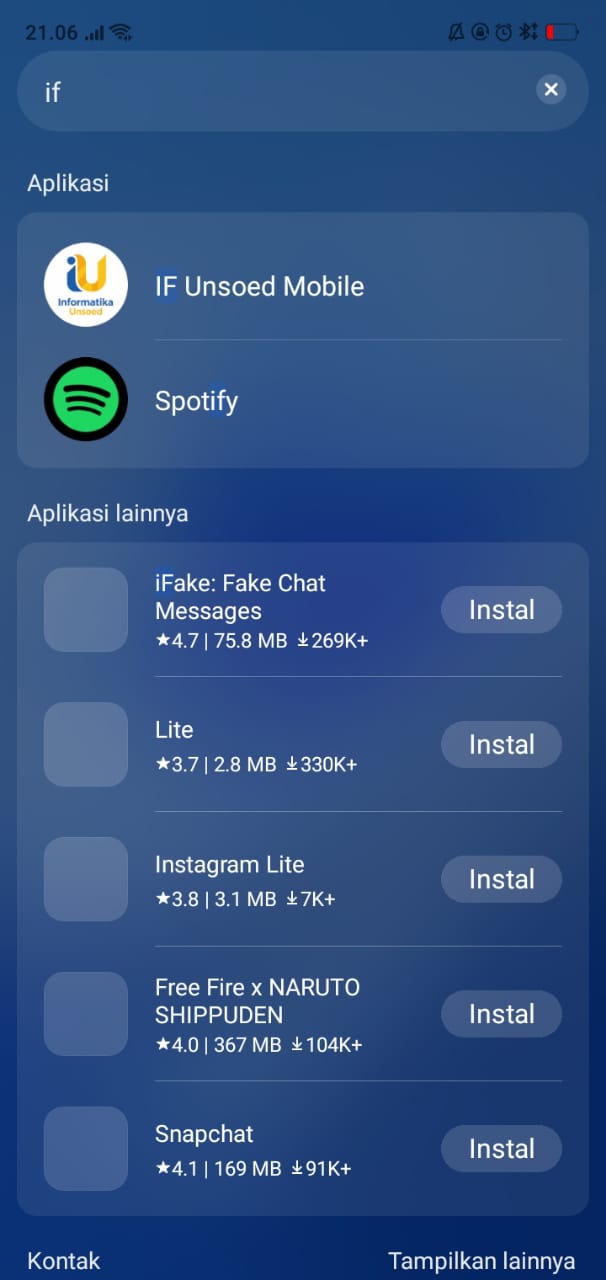 21.06
if
Aplikasi
Informatika
Unsoed
IF Unsoed Mobile
Spotify
Aplikasi lainnya
iFake: Fake Chat
Messages
★4.7 | 75.8 MB ↓269K+
Instal
Lite
★3.7 | 2.8 MB ↓330K+
Instal
Instagram Lite
★3.8 | 3.1 MB ↓7K+
Instal
Free Fire x NARUTO
SHIPPUDEN
★4.0 | 367 MB ↓104K+
Instal
Snapchat
★4.1 | 169 MB ↓91K+
Instal
Kontak
Tampilkan lainnya